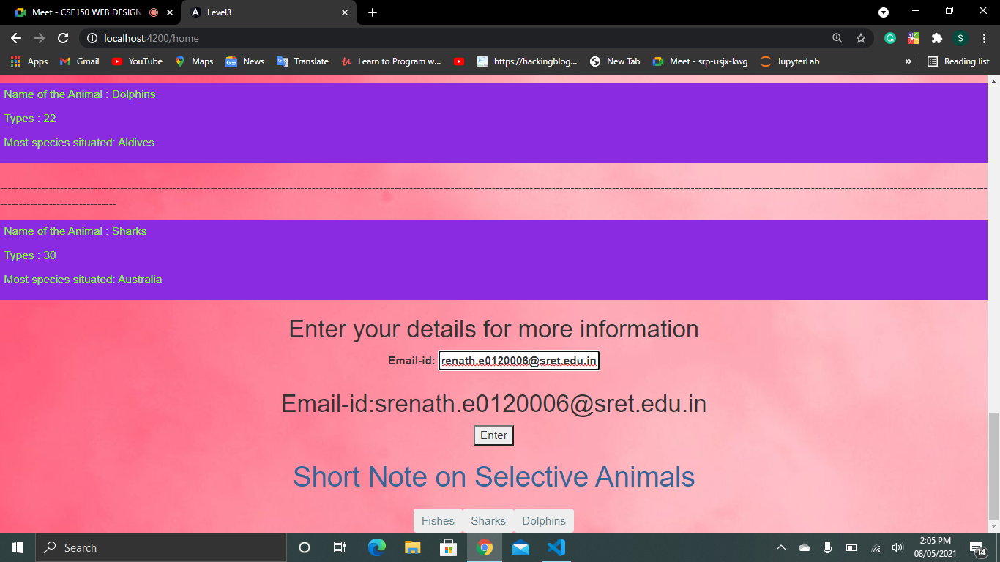 Meet - CSE150 WEB DESIGN
Level3
localhost:4200/home
S
Apps
Gmail
YouTube
Maps
News
Translate
Learn to Program w...
https://hackingblog...
New Tab
Meet - srp-usjx-kwg
JupyterLab
»
Reading list
Name of the Animal : Dolphins
Types : 22
Most species situated: Aldives
Name of the Animal : Sharks
Types : 30
Most species situated: Australia
Enter your details for more information
Email-id: renath.e0120006@sret.edu.in
Email-id:srenath.e0120006@sret.edu.in
Enter
Short Note on Selective Animals
Fishes Sharks Dolphins
Search
2:05 PM
08/05/2021
14